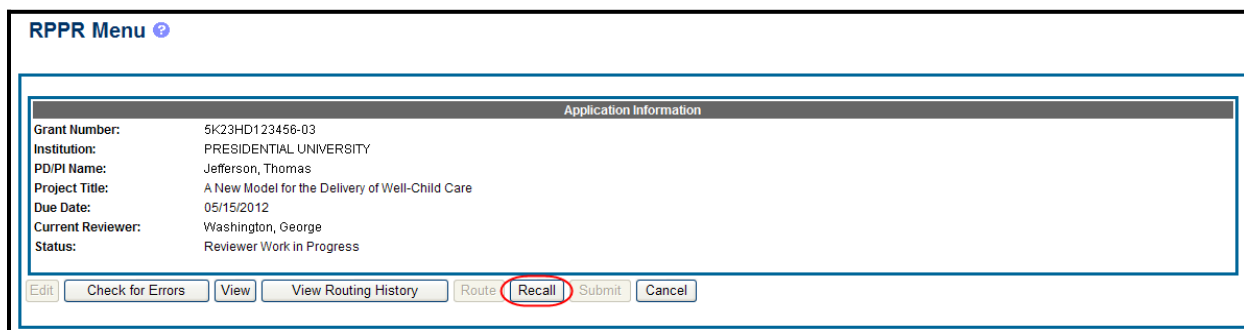 RPPR Menu ?
Application Information
Grant Number: 5K23HD123456-03
Institution: PRESIDENTIAL UNIVERSITY
PD/PI Name: Jefferson, Thomas
Project Title: A New Model for the Delivery of Well-Child Care
Due Date: 05/15/2012
Current Reviewer: Washington, George
Status: Reviewer Work in Progress
Edit Check for Errors View View Routing History Route Recall Submit Cancel